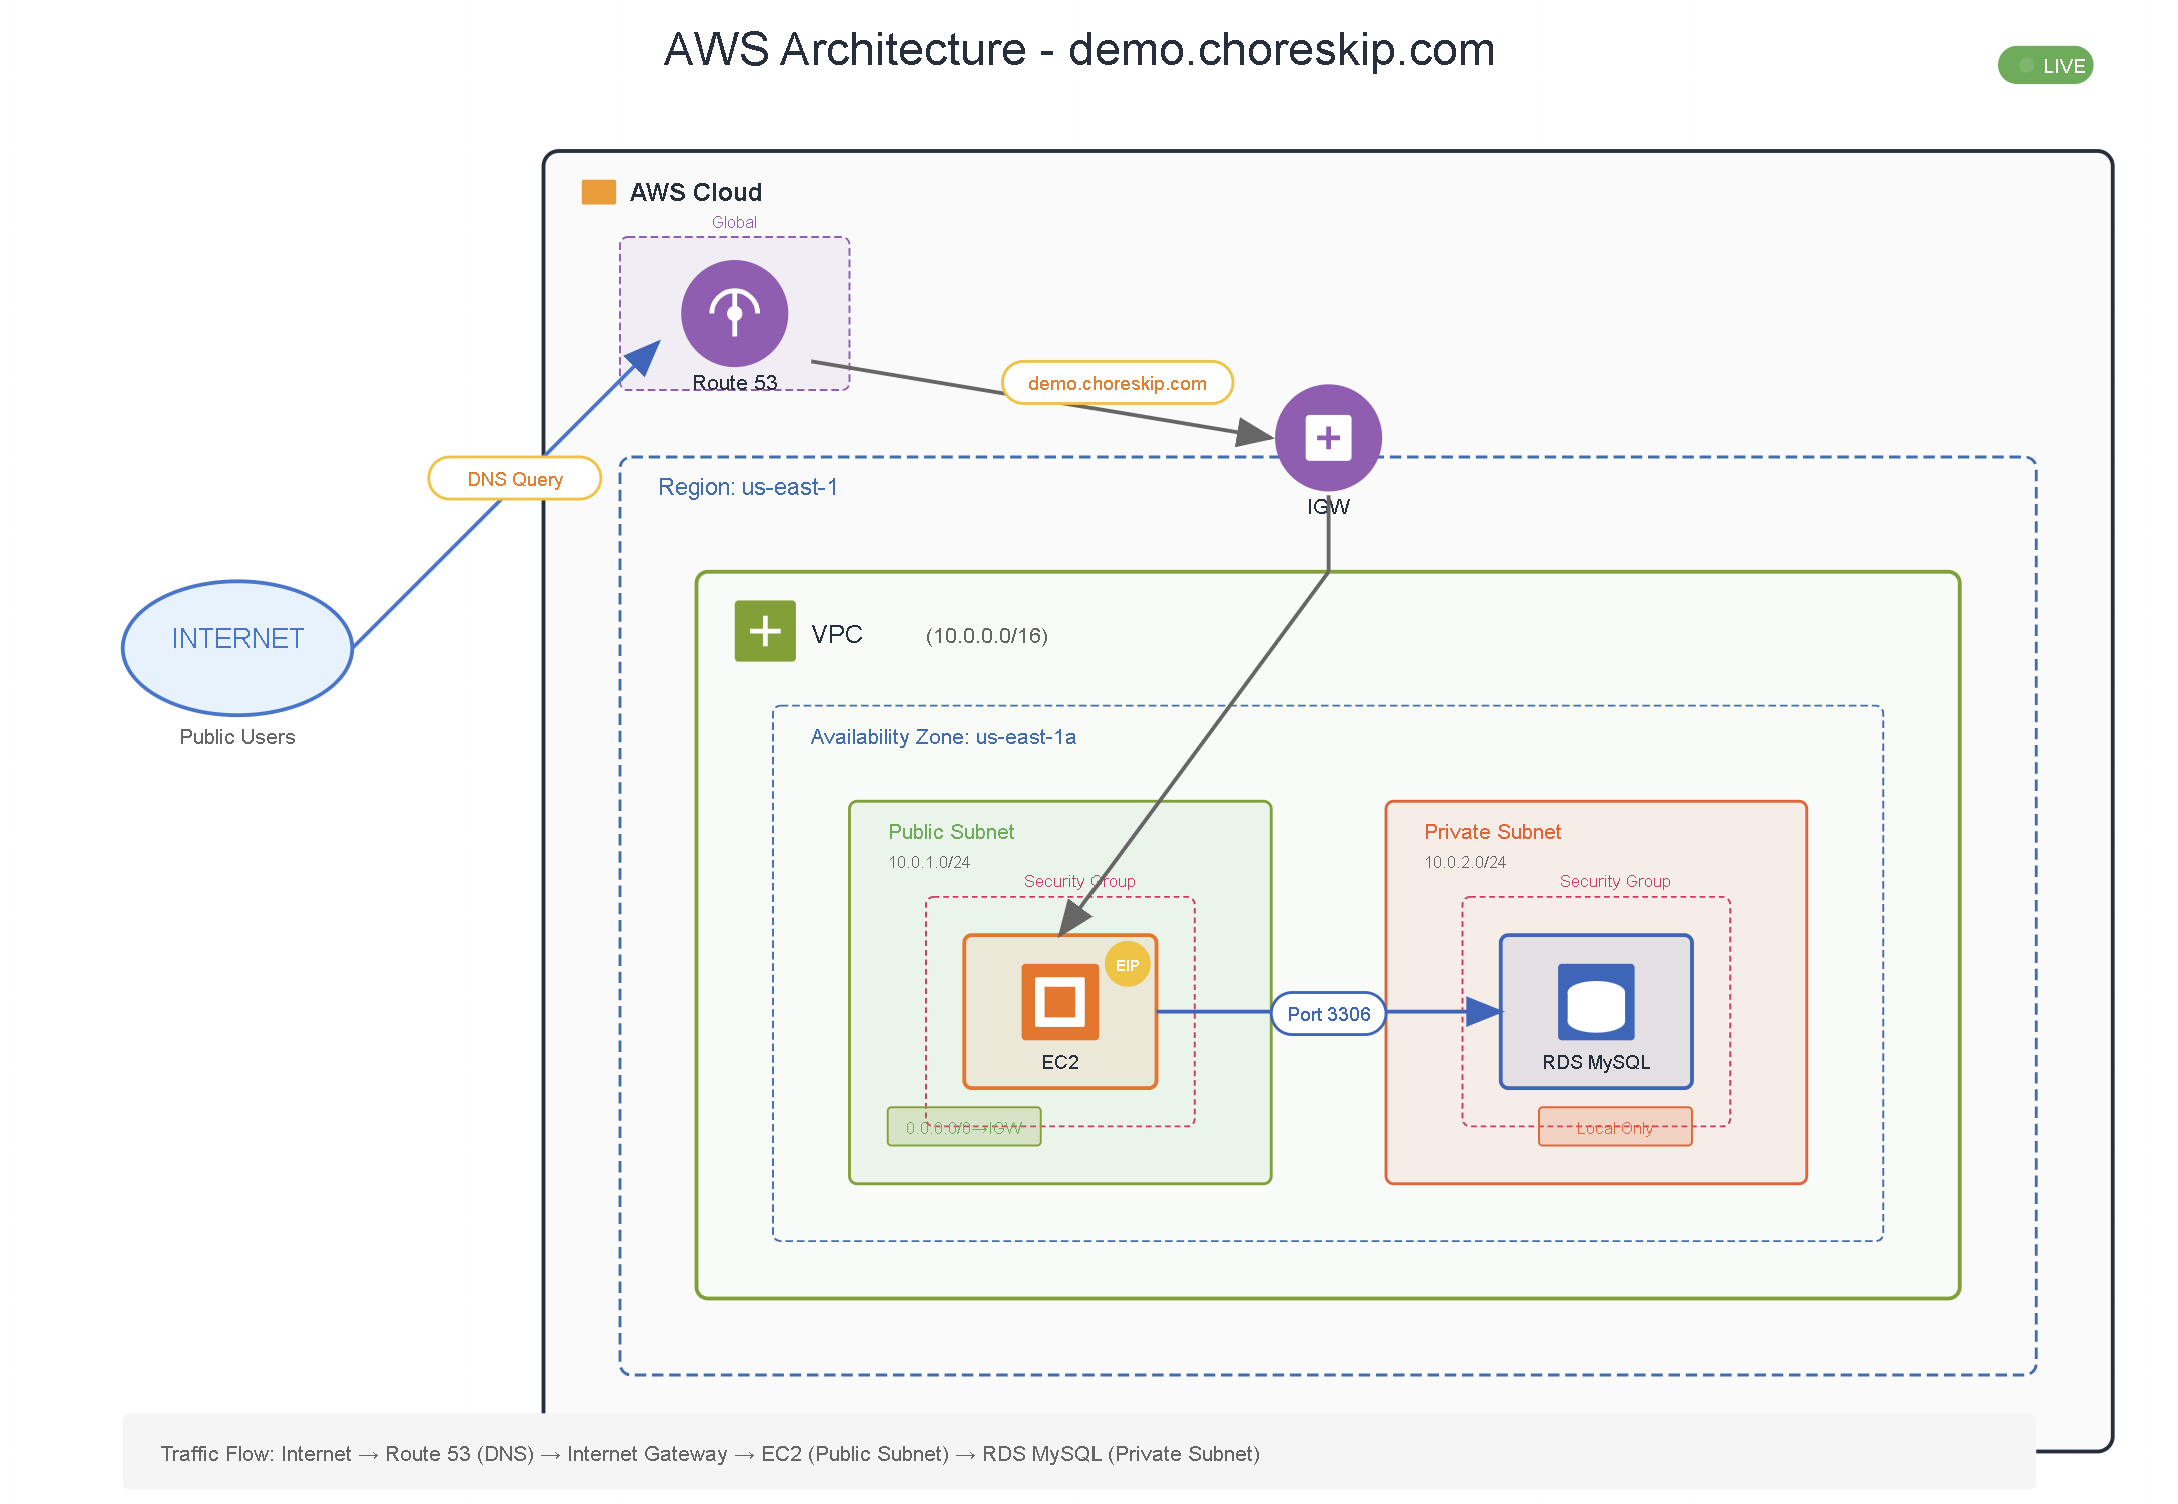 AWS Architecture - demo.choreskip.com
LIVE
AWS Cloud
Global
Route 53
demo.choreskip.com
DNS Query
Region: us-east-1
IGW
INTERNET
Public Users
VPC (10.0.0.0/16)
Availability Zone: us-east-1a
Public Subnet
10.0.1.0/24
Security Group
EIP
EC2
0.0.0.0/0→IGW
Port 3306
Private Subnet
10.0.2.0/24
Security Group
RDS MySQL
Local Only
Traffic Flow: Internet → Route 53 (DNS) → Internet Gateway → EC2 (Public Subnet) → RDS MySQL (Private Subnet)